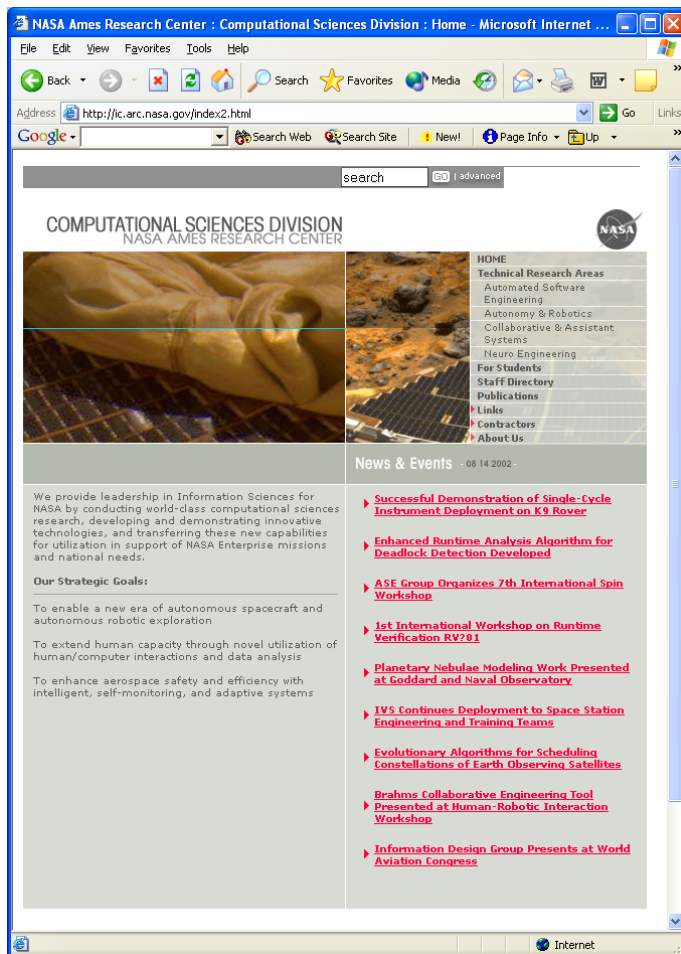 NASA Ames Research Center : Computational Sciences Division : Home - Microsoft Internet ...
File Edit View Favorites Tools Help
Back Search Favorites Media
Address http://ic.arc.nasa.gov/index2.html Go Links
Google Search Web Search Site New! Page Info Up
search GO | advanced
COMPUTATIONAL SCIENCES DIVISION
NASA AMES RESEARCH CENTER
NASA
HOME
Technical Research Areas
Automated Software
Engineering
Autonomy & Robotics
Collaborative & Assistant
Systems
Neuro Engineering
For Students
Staff Directory
Publications
Links
Contractors
About Us
News & Events - 08 14 2002 -
We provide leadership in Information Sciences for
NASA by conducting world-class computational sciences
research, developing and demonstrating innovative
technologies, and transferring these new capabilities
for utilization in support of NASA Enterprise missions
and national needs.
Our Strategic Goals:
To enable a new era of autonomous spacecraft and
autonomous robotic exploration
To extend human capacity through novel utilization of
human/computer interactions and data analysis
To enhance aerospace safety and efficiency with
intelligent, self-monitoring, and adaptive systems
Successful Demonstration of Single-Cycle
Instrument Deployment on K9 Rover
Enhanced Runtime Analysis Algorithm for
Deadlock Detection Developed
ASE Group Organizes 7th International Spin
Workshop
1st International Workshop on Runtime
Verification RV?01
Planetary Nebulae Modeling Work Presented
at Goddard and Naval Observatory
IVS Continues Deployment to Space Station
Engineering and Training Teams
Evolutionary Algorithms for Scheduling
Constellations of Earth Observing Satellites
Brahms Collaborative Engineering Tool
Presented at Human-Robotic Interaction
Workshop
Information Design Group Presents at World
Aviation Congress
Internet